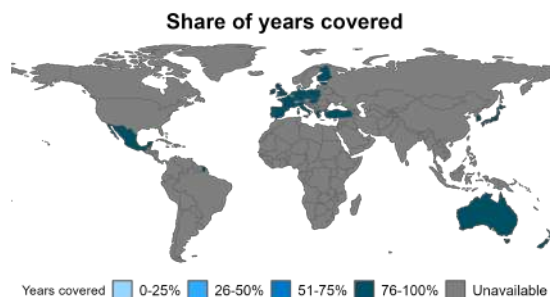 Share of years covered
Years covered 0-25% 26-50% 51-75% 76-100% Unavailable